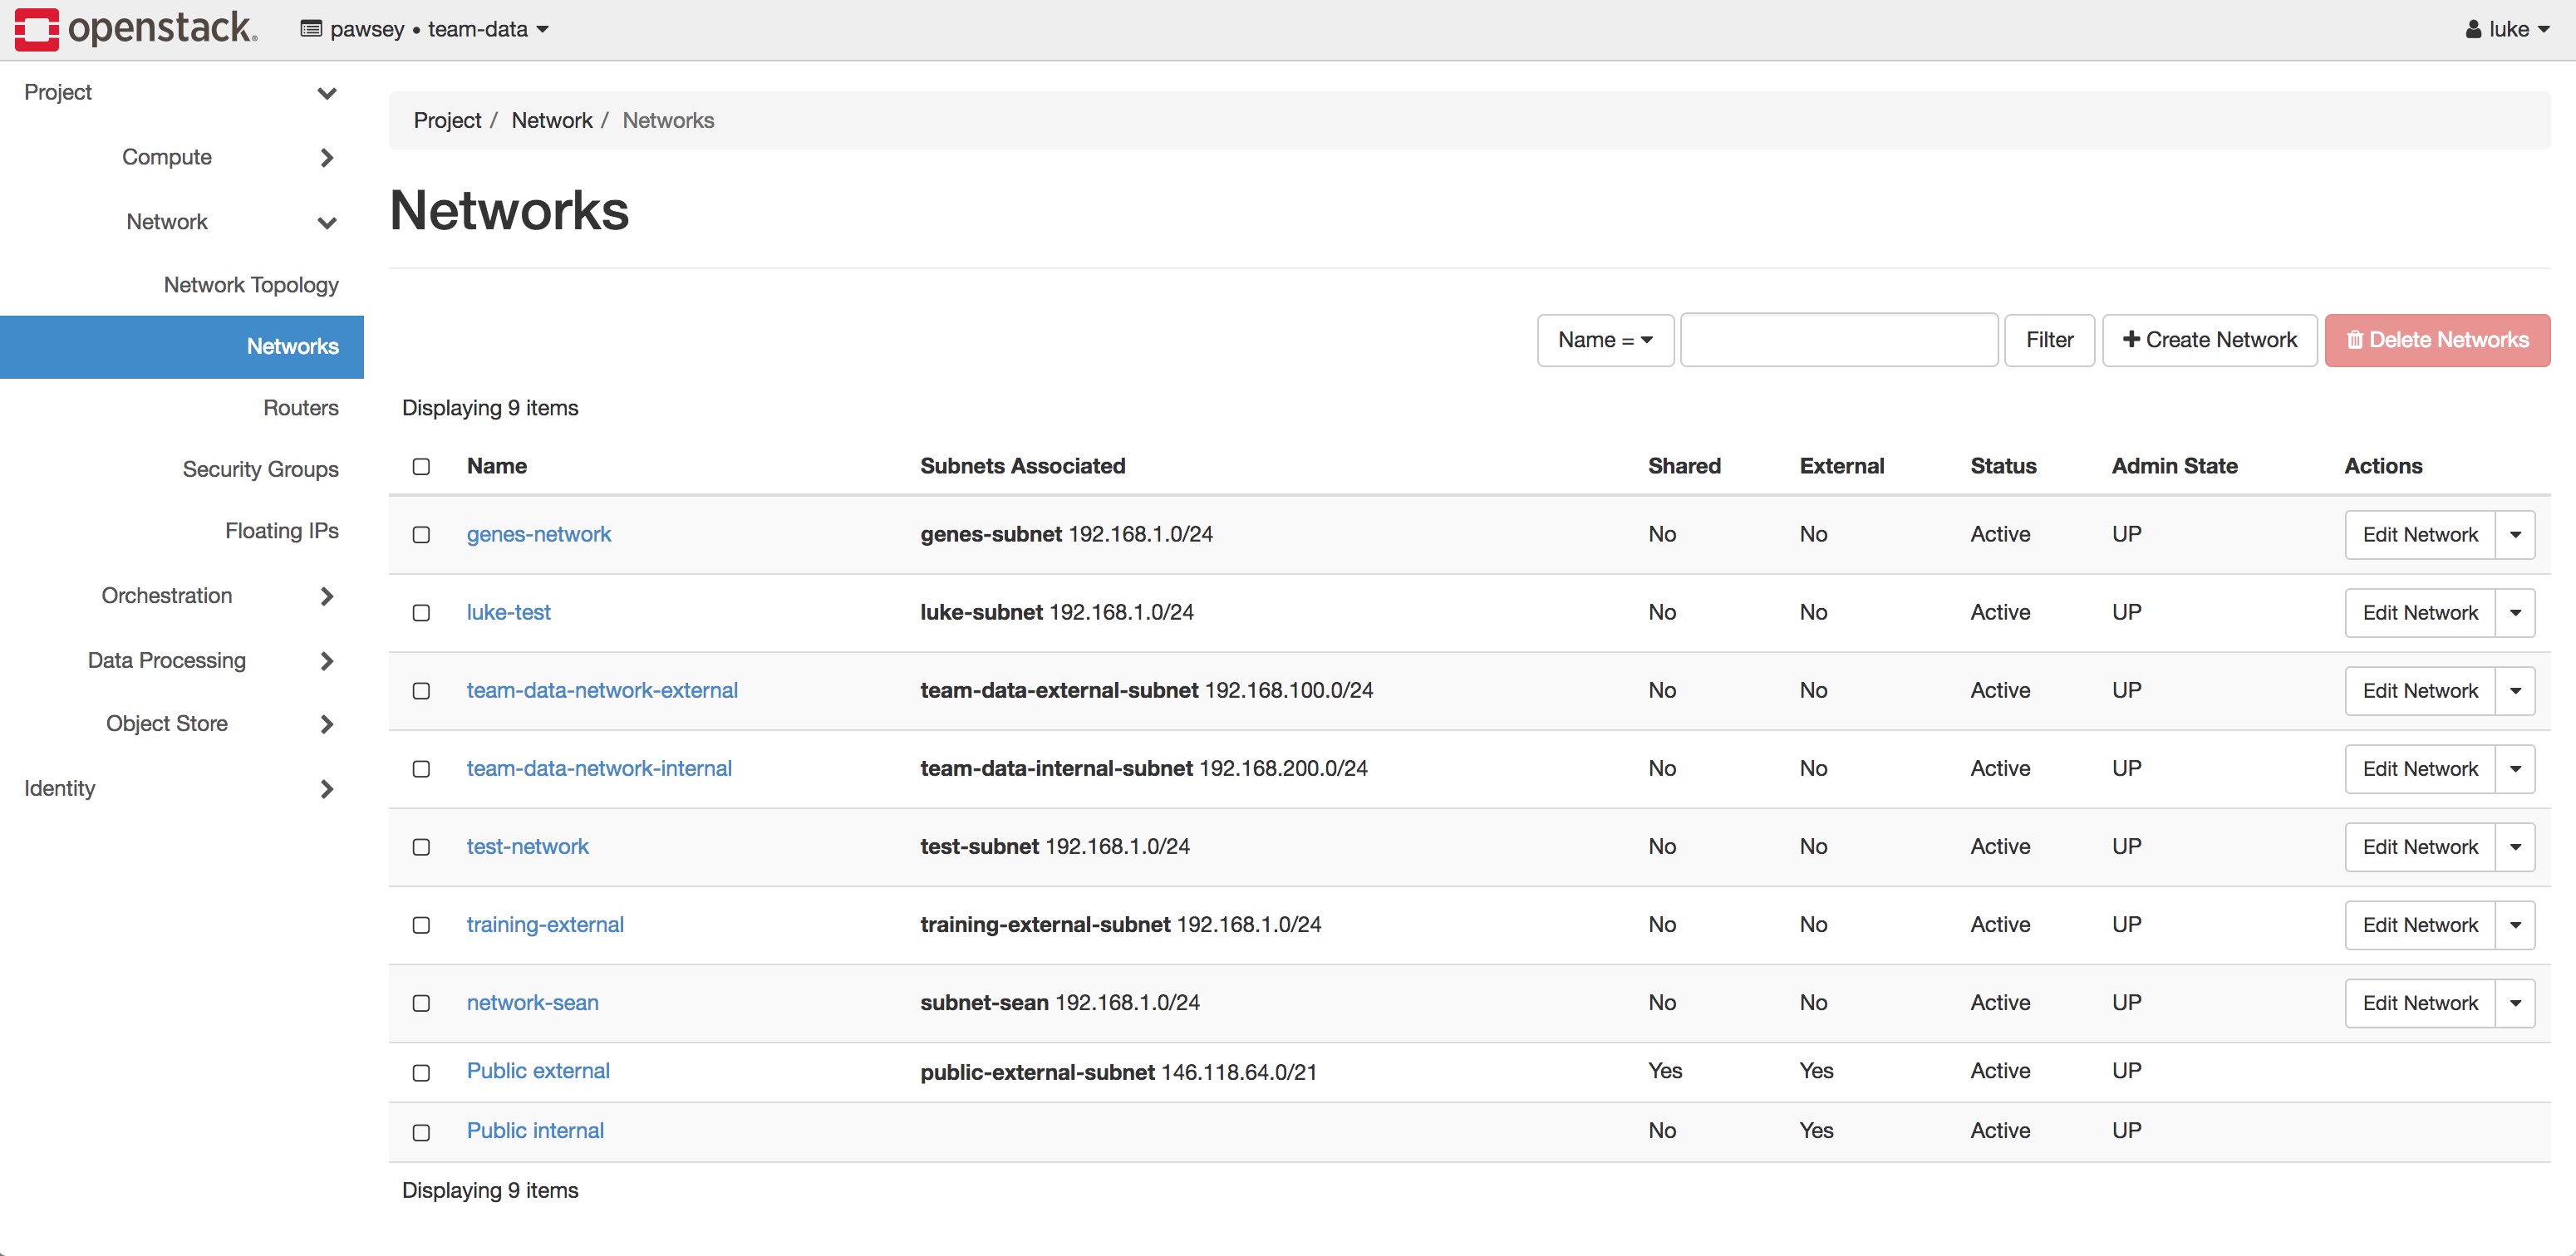 openstack.
pawsey • team-data
luke
Project
Compute
Network
Network Topology
Networks
Routers
Security Groups
Floating IPs
Orchestration
Data Processing
Object Store
Identity
Project / Network / Networks
Networks
Name =
Filter
Create Network
Delete Networks
Displaying 9 items
Name Subnets Associated Shared External Status Admin State Actions
genes-network genes-subnet 192.168.1.0/24 No No Active UP Edit Network
luke-test luke-subnet 192.168.1.0/24 No No Active UP Edit Network
team-data-network-external team-data-external-subnet 192.168.100.0/24 No No Active UP Edit Network
team-data-network-internal team-data-internal-subnet 192.168.200.0/24 No No Active UP Edit Network
test-network test-subnet 192.168.1.0/24 No No Active UP Edit Network
training-external training-external-subnet 192.168.1.0/24 No No Active UP Edit Network
network-sean subnet-sean 192.168.1.0/24 No No Active UP Edit Network
Public external public-external-subnet 146.118.64.0/21 Yes Yes Active UP
Public internal No Yes Active UP
Displaying 9 items